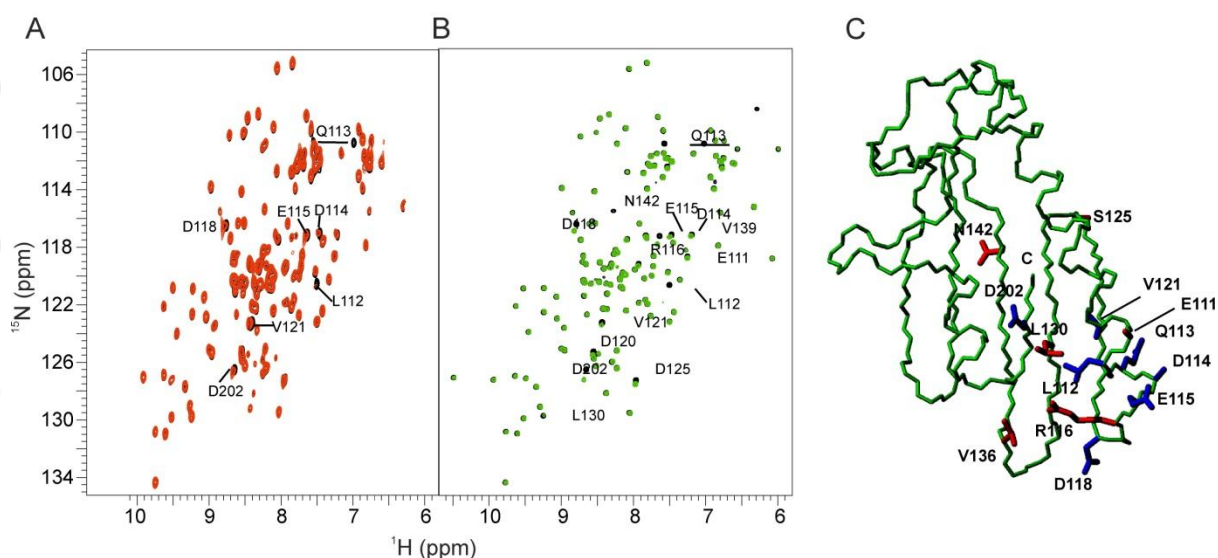 A
B
C
106
110
114
118
122
126
130
134
¹⁵N (ppm)
Q113
E115
D114
D118
L112
V121
D202
10
9
8
7
6
Q113
N142
E115
D114
V139
D118
R116
E111
L112
V121
D120
D202
D125
L130
10
9
8
7
6
¹H (ppm)
S125
N142
C
D202
V121
L130
E111
Q113
D114
L112
E115
R116
V136
D118